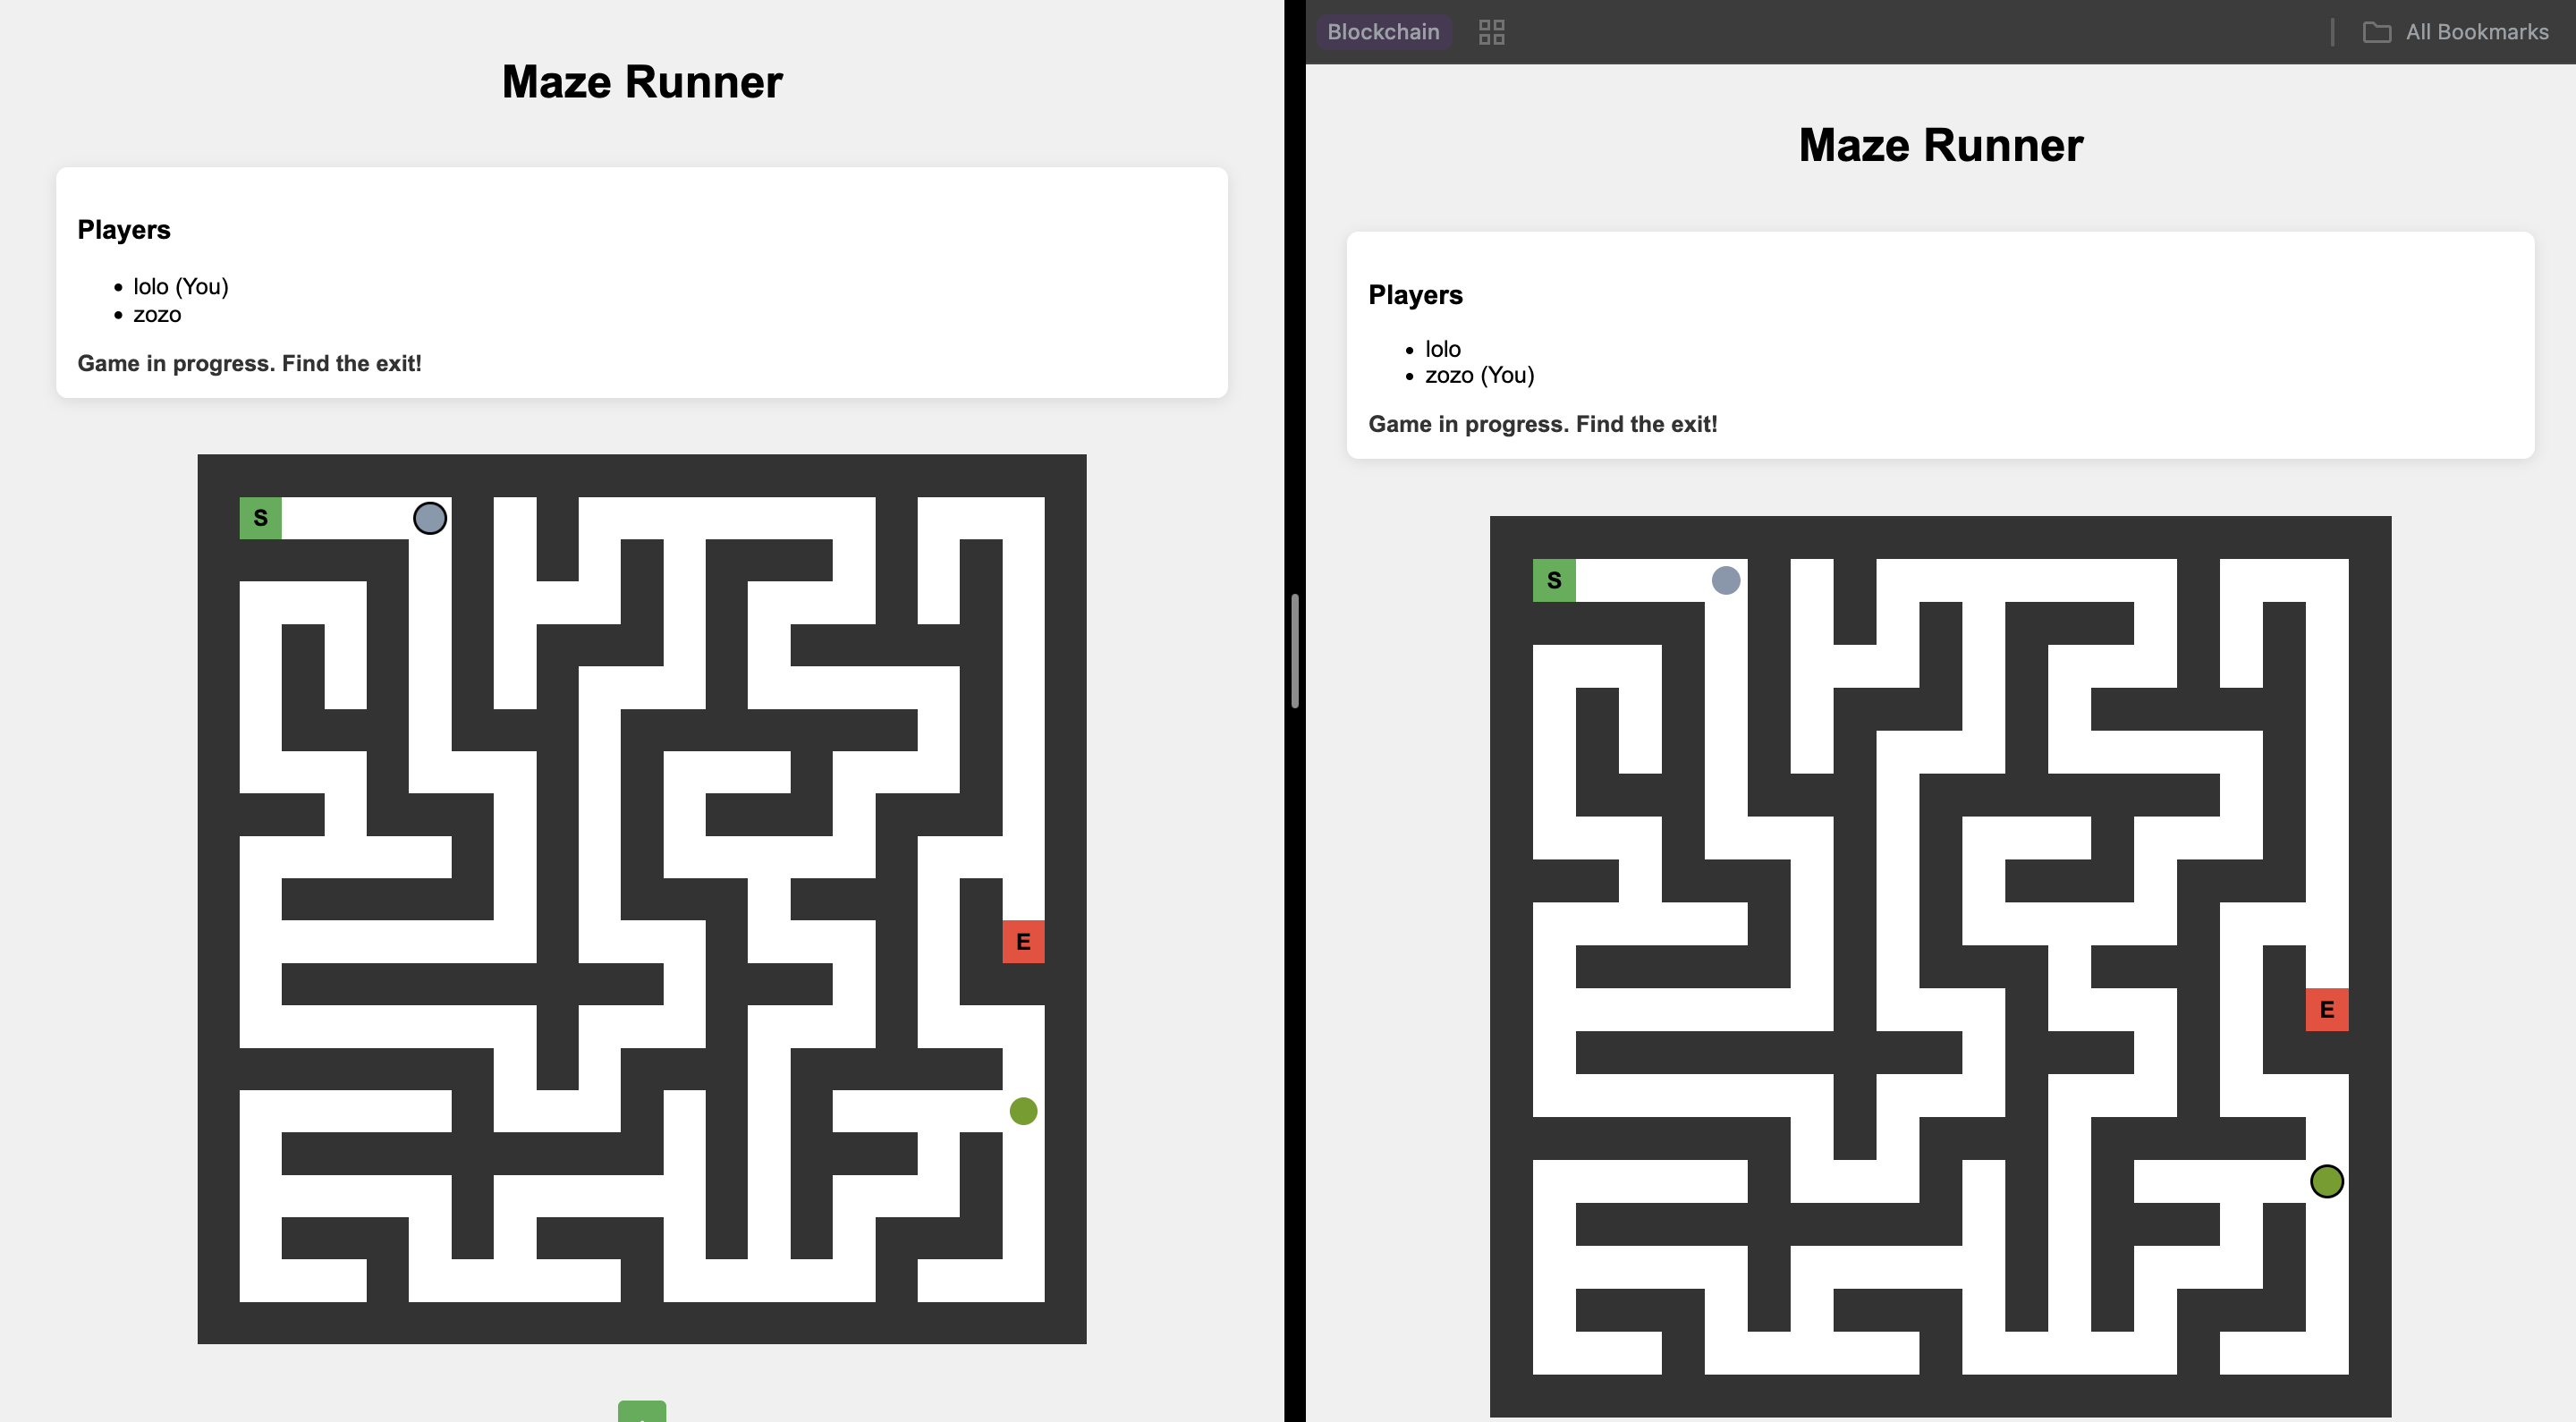 Maze Runner
Players
lolo (You)
zozo
Game in progress. Find the exit!
S
E
Blockchain
All Bookmarks
Maze Runner
Players
lolo
zozo (You)
Game in progress. Find the exit!
S
E